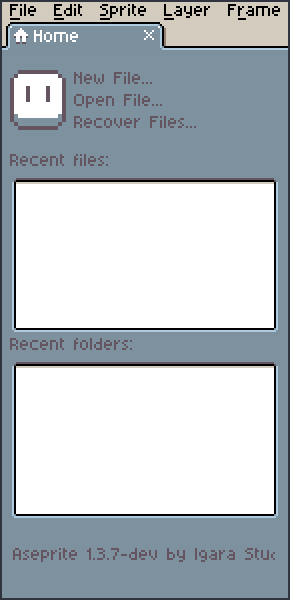 File Edit Sprite Layer Frame
Home
New File...
Open File...
Recover Files...
Recent files:
Recent folders:
Aseprite 1.3.7-dev by Igara